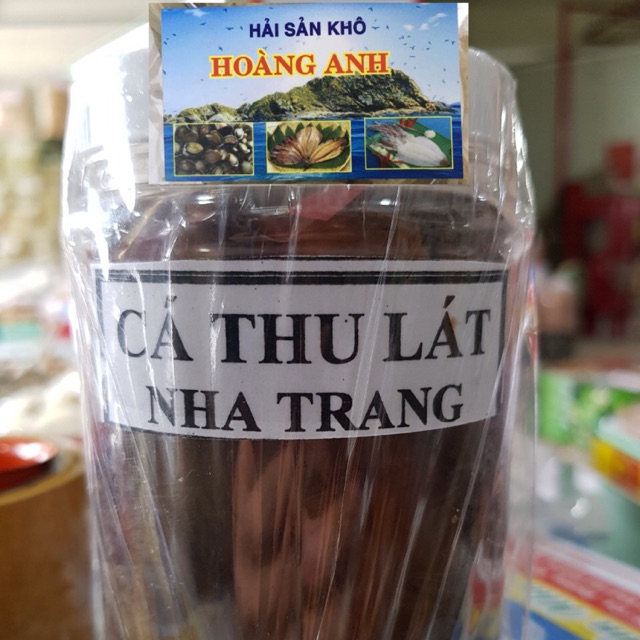 HẢI SẢN KHÔ
HOÀNG ANH
CÁ THU LÁT
NHA TRANG